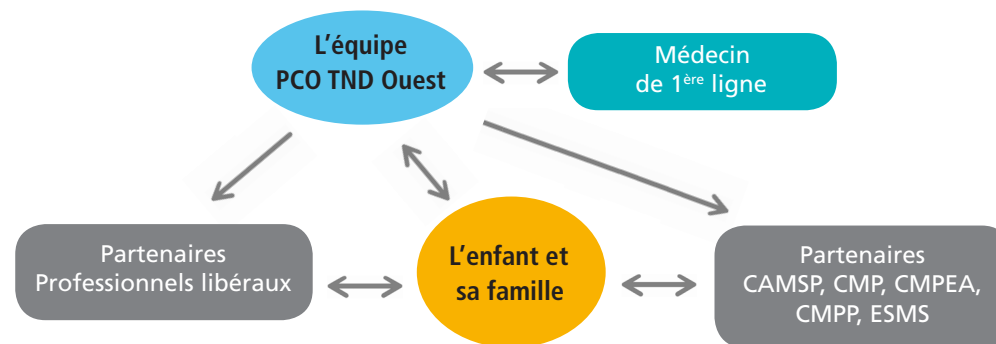 L'équipe
PCO TND Ouest
Médecin
de 1ère ligne
Partenaires
Professionnels libéraux
L'enfant et
sa famille
Partenaires
CAMSP, CMP, CMPEA,
CMPP, ESMS